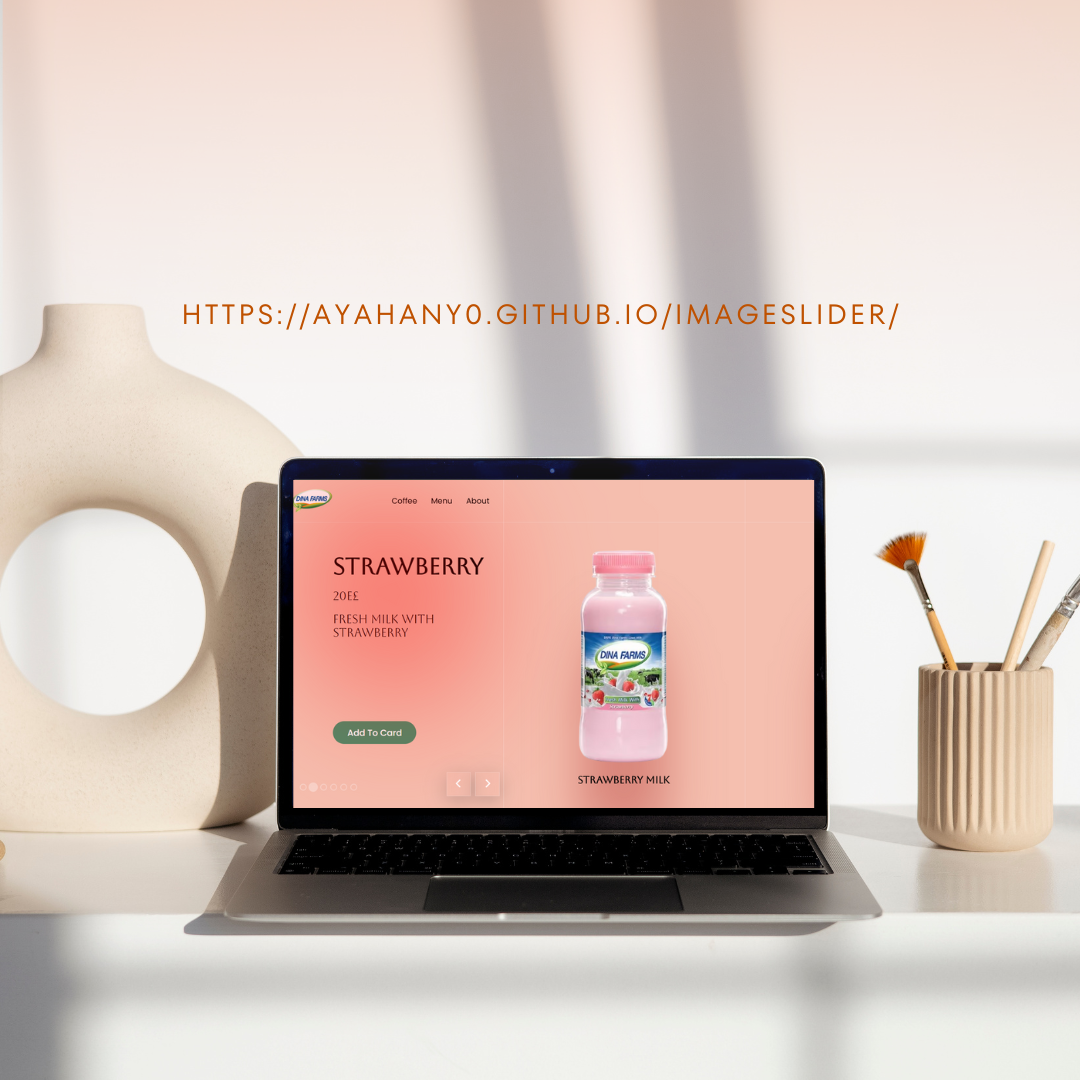 HTTPS://AYAHANY0.GITHUB.IO/IMAGESLIDER/
DINA FARMS
Coffee Menu About
STRAWBERRY
20E£
FRESH MILK WITH
STRAWBERRY
Add To Card
DINA FARMS
STRAWBERRY MILK